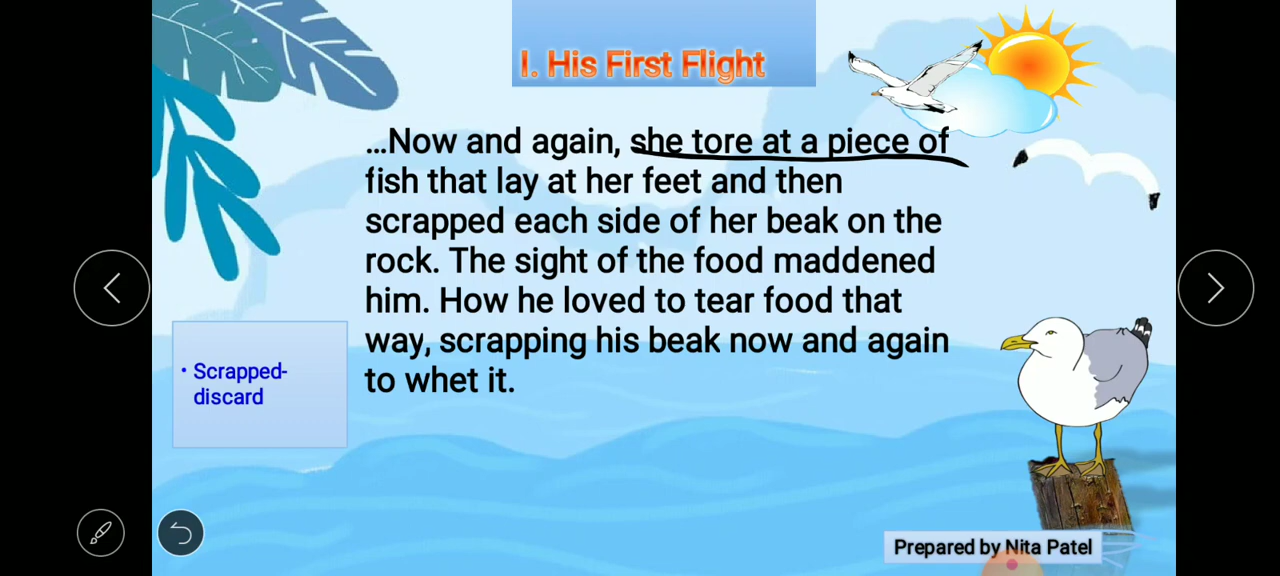 I. His First Flight
...Now and again, she tore at a piece of
fish that lay at her feet and then
scrapped each side of her beak on the
rock. The sight of the food maddened
him. How he loved to tear food that
way, scrapping his beak now and again
to whet it.
• Scrapped-
discard
Prepared by Nita Patel